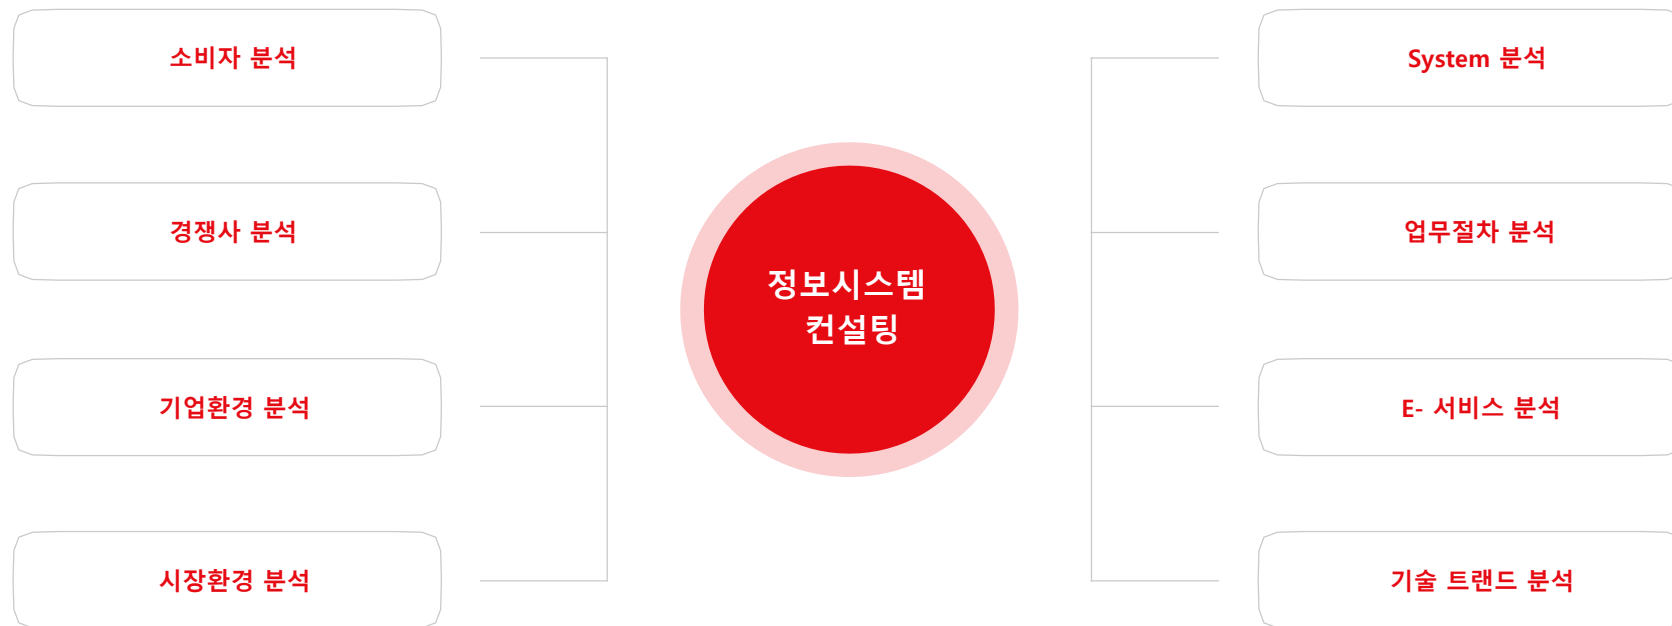 소비자 분석
경쟁사 분석
기업환경 분석
시장환경 분석
정보시스템
컨설팅
System 분석
업무절차 분석
E- 서비스 분석
기술 트랜드 분석